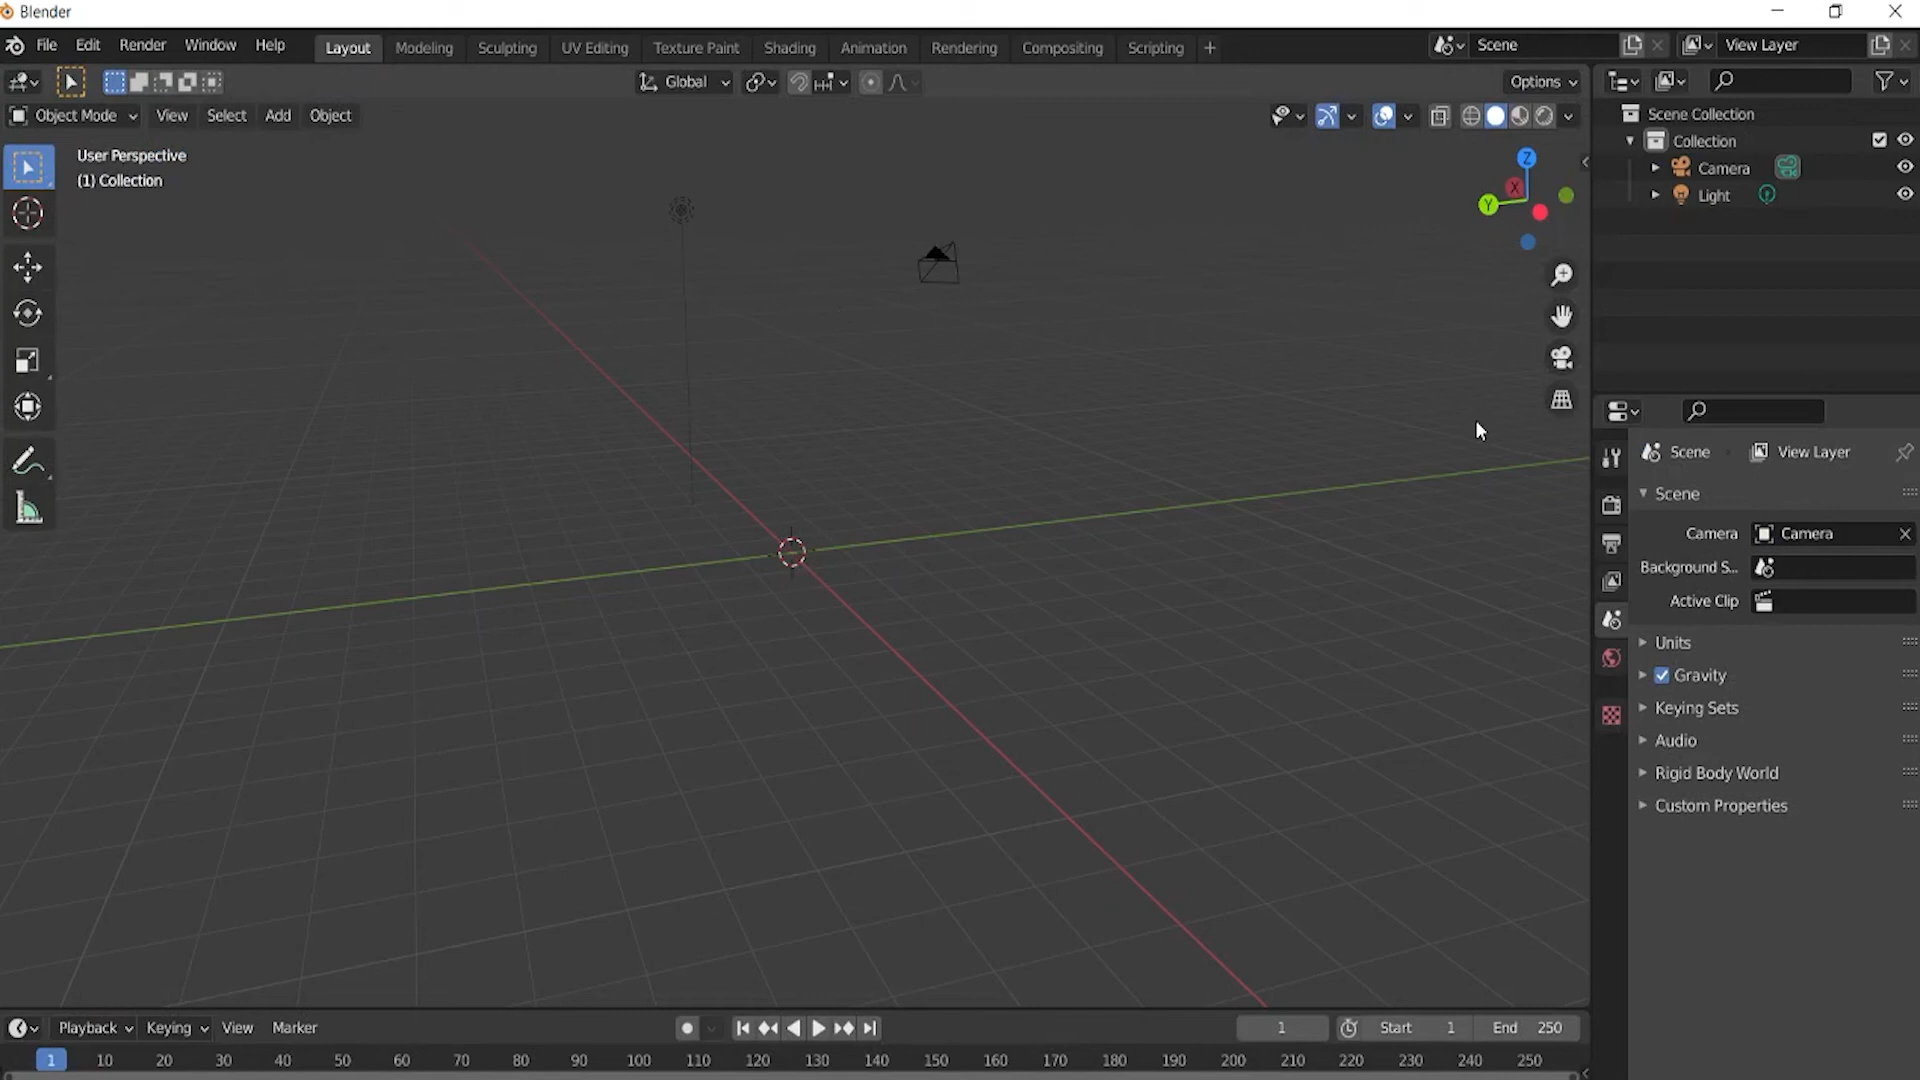 Blender
File Edit Render Window Help Layout Modeling Sculpting UV Editing Texture Paint Shading Animation Rendering Compositing Scripting + Scene View Layer
Global Options
Object Mode View Select Add Object
User Perspective
(1) Collection
Z
X
Y
Scene Collection
Collection
Camera
Light
Scene View Layer
Scene
Camera Camera
Background S...
Active Clip
Units
Gravity
Keying Sets
Audio
Rigid Body World
Custom Properties
Playback Keying View Marker 1 Start 1 End 250
1 10 20 30 40 50 60 70 80 90 100 110 120 130 140 150 160 170 180 190 200 210 220 230 240 250